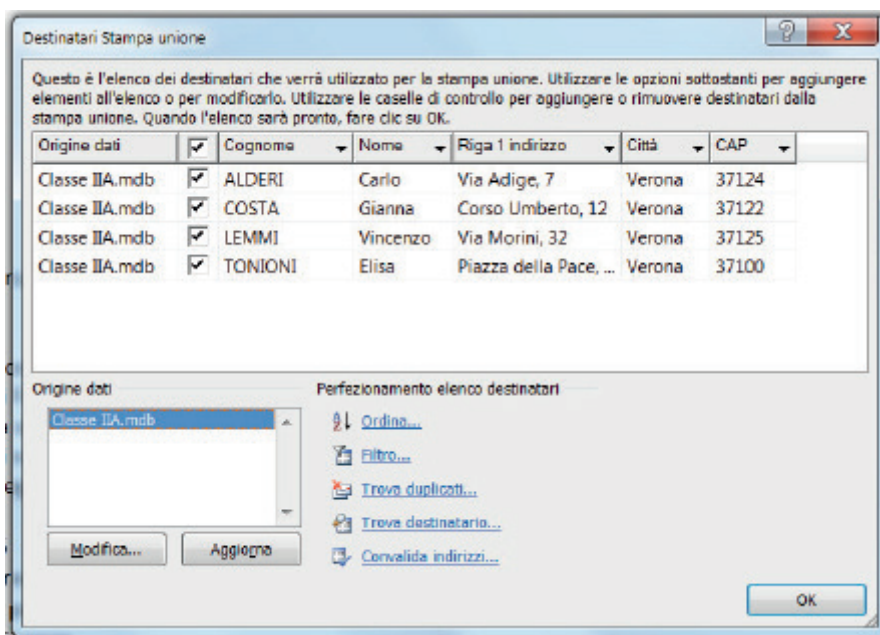 Destinatari Stampa unione
Questo è l'elenco dei destinatari che verrà utilizzato per la stampa unione. Utilizzare le opzioni sottostanti per aggiungere
elementi all'elenco o per modificarlo. Utilizzare le caselle di controllo per aggiungere o rimuovere destinatari dalla
stampa unione. Quando l'elenco sarà pronto, fare clic su OK.
Origine dati Cognome Nome Riga 1 indirizzo Città CAP
Classe IIA.mdb ALDERI Carlo Via Adige, 7 Verona 37124
Classe IIA.mdb COSTA Gianna Corso Umberto, 12 Verona 37122
Classe IIA.mdb LEMMI Vincenzo Via Morini, 32 Verona 37125
Classe IIA.mdb TONIONI Elisa Piazza della Pace, ... Verona 37100
Origine dati Perfezionamento elenco destinatari
Classe IIA.mdb
Ordina...
Filtro...
Trova duplicati...
Trova destinatario...
Convalida indirizzi...
Modifica... Aggiorna
OK